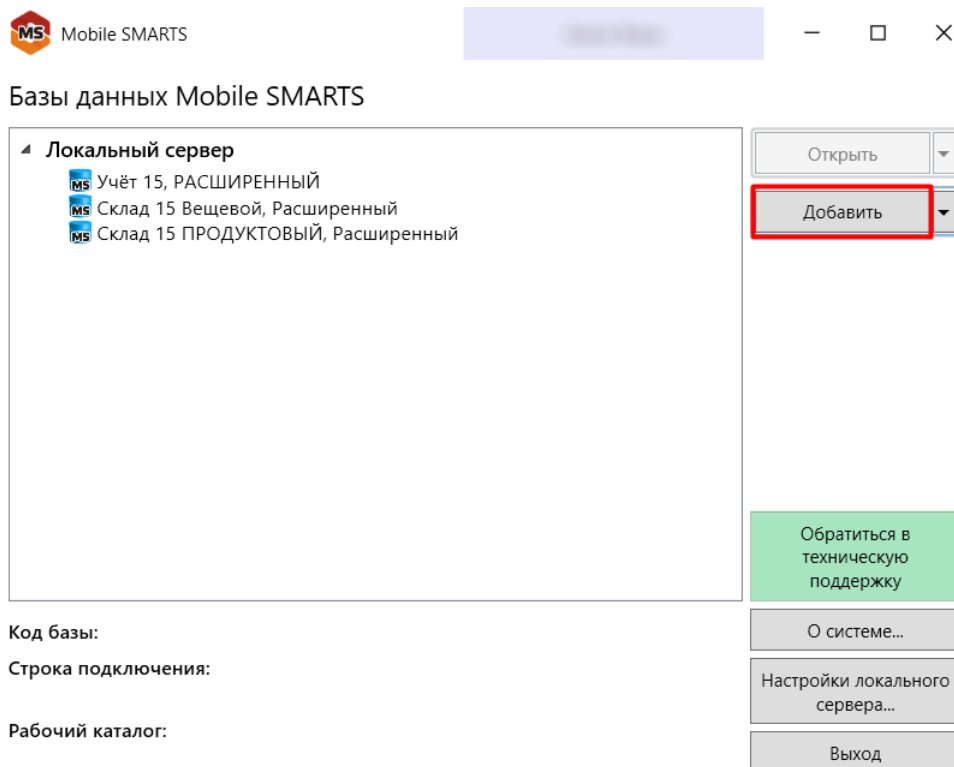 MS Mobile SMARTS
Базы данных Mobile SMARTS
Локальный сервер
MS Учёт 15, РАСШИРЕННЫЙ
MS Склад 15 Вещевой, Расширенный
MS Склад 15 ПРОДУКТОВЫЙ, Расширенный
Открыть
Добавить
Обратиться в
техническую
поддержку
Код базы:
Строка подключения:
Рабочий каталог:
О системе...
Настройки локального
сервера...
Выход